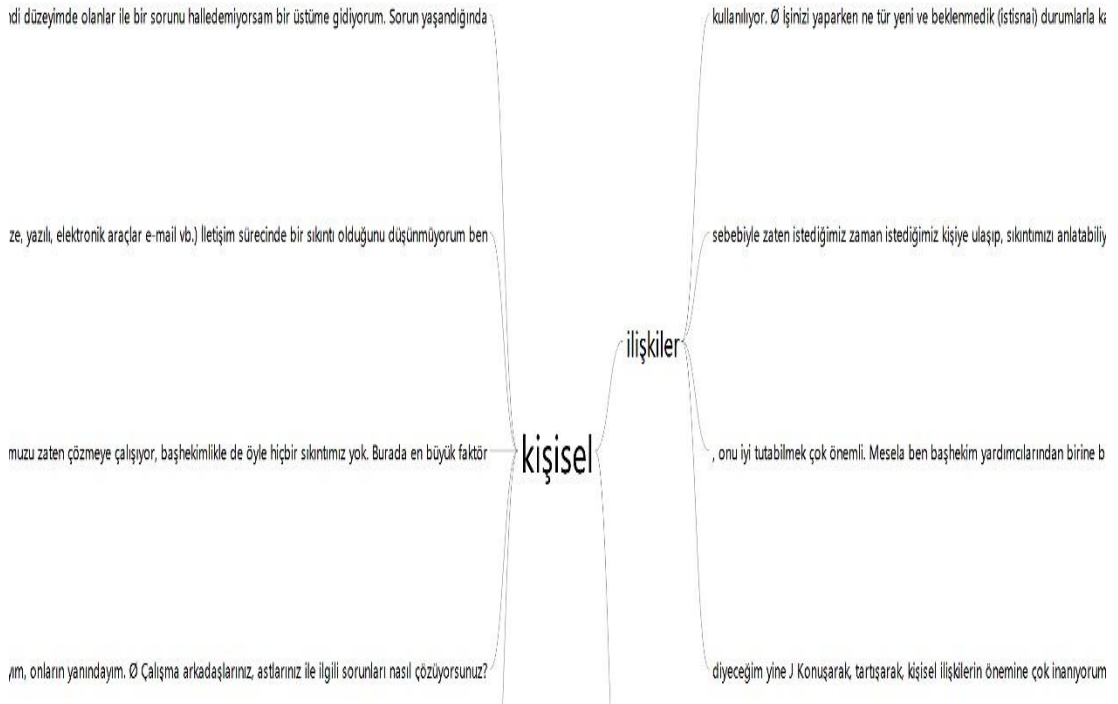 di düzeyimde olanlar ile bir sorunu halledemiyorsam bir üstüme gidiyorum. Sorun yaşandığında
kullanılıyor. Ø İşinizi yaparken ne tür yeni ve beklenmedik (istisnai) durumlarla ka
ze, yazılı, elektronik araçlar e-mail vb.) İletişim sürecinde bir sıkıntı olduğunu düşünmüyorum ben
sebebiyle zaten istediğimiz zaman istediğimiz kişiye ulaşıp, sıkıntımızı anlatabiliy
ilişkiler
muzu zaten çözmeye çalışıyor, başhekimlikle de öyle hiçbir sıkıntımız yok. Burada en büyük faktör
kişisel
, onu iyi tutabilmek çok önemli. Mesela ben başhekim yardımcılarından birine b
yım, onların yanındayım. Ø Çalışma arkadaşlarınız, astlarınız ile ilgili sorunları nasıl çözüyorsunuz?
diyeceğim yine J Konuşarak, tartışarak, kişisel ilişkilerin önemine çok inanıyorum